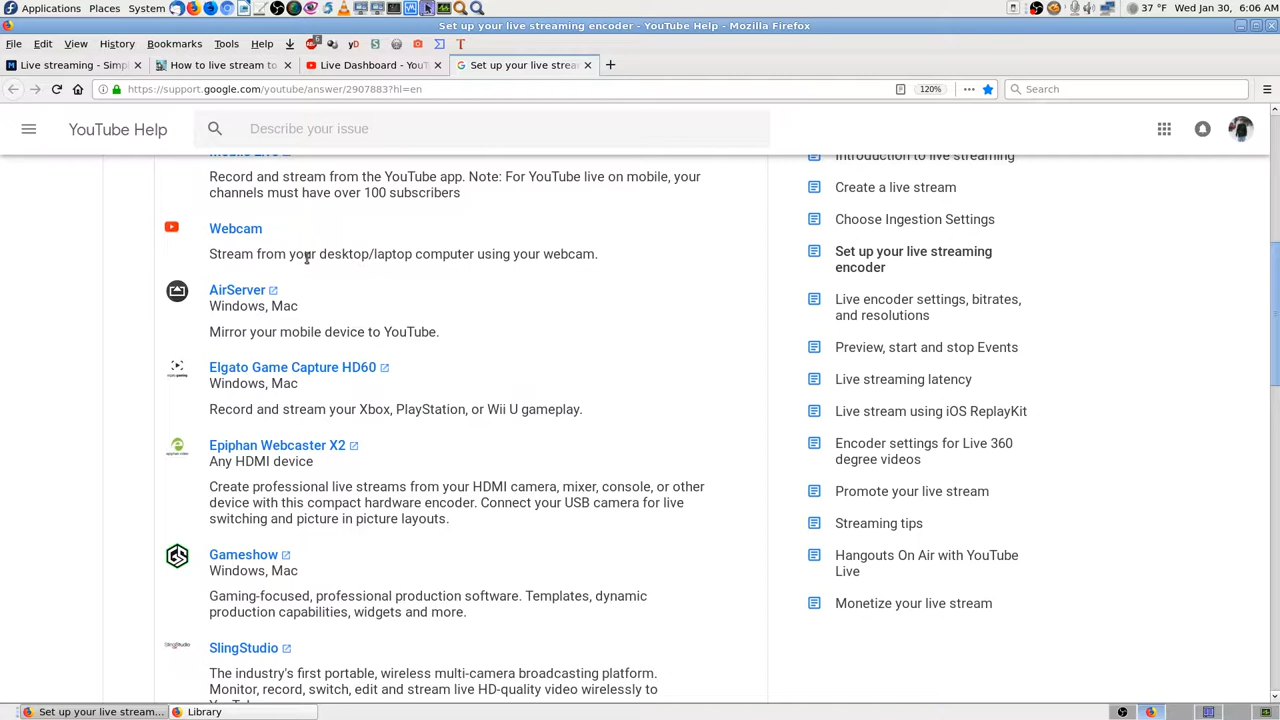 Applications Places System 37 °F Wed Jan 30, 6:06 AM
Set up your live streaming encoder - YouTube Help - Mozilla Firefox
File Edit View History Bookmarks Tools Help
Live streaming - Simpl How to live stream to. Live Dashboard - YouT Set up your live strea
https://support.google.com/youtube/answer/2907883?hl=en 120% Search
YouTube Help Describe your issue
Mobile Live
Record and stream from the YouTube app. Note: For YouTube live on mobile, your
channels must have over 100 subscribers
Webcam
Stream from your desktop/laptop computer using your webcam.
AirServer
Windows, Mac
Mirror your mobile device to YouTube.
Elgato Game Capture HD60
Windows, Mac
Record and stream your Xbox, PlayStation, or Wii U gameplay.
Epiphan Webcaster X2
Any HDMI device
Create professional live streams from your HDMI camera, mixer, console, or other
device with this compact hardware encoder. Connect your USB camera for live
switching and picture in picture layouts.
Gameshow
Windows, Mac
Gaming-focused, professional production software. Templates, dynamic
production capabilities, widgets and more.
SlingStudio
The industry's first portable, wireless multi-camera broadcasting platform.
Monitor, record, switch, edit and stream live HD-quality video wirelessly to
YouTube
Introduction to live streaming
Create a live stream
Choose Ingestion Settings
Set up your live streaming
encoder
Live encoder settings, bitrates,
and resolutions
Preview, start and stop Events
Live streaming latency
Live stream using iOS ReplayKit
Encoder settings for Live 360
degree videos
Promote your live stream
Streaming tips
Hangouts On Air with YouTube
Live
Monetize your live stream
Set up your live stream... Library